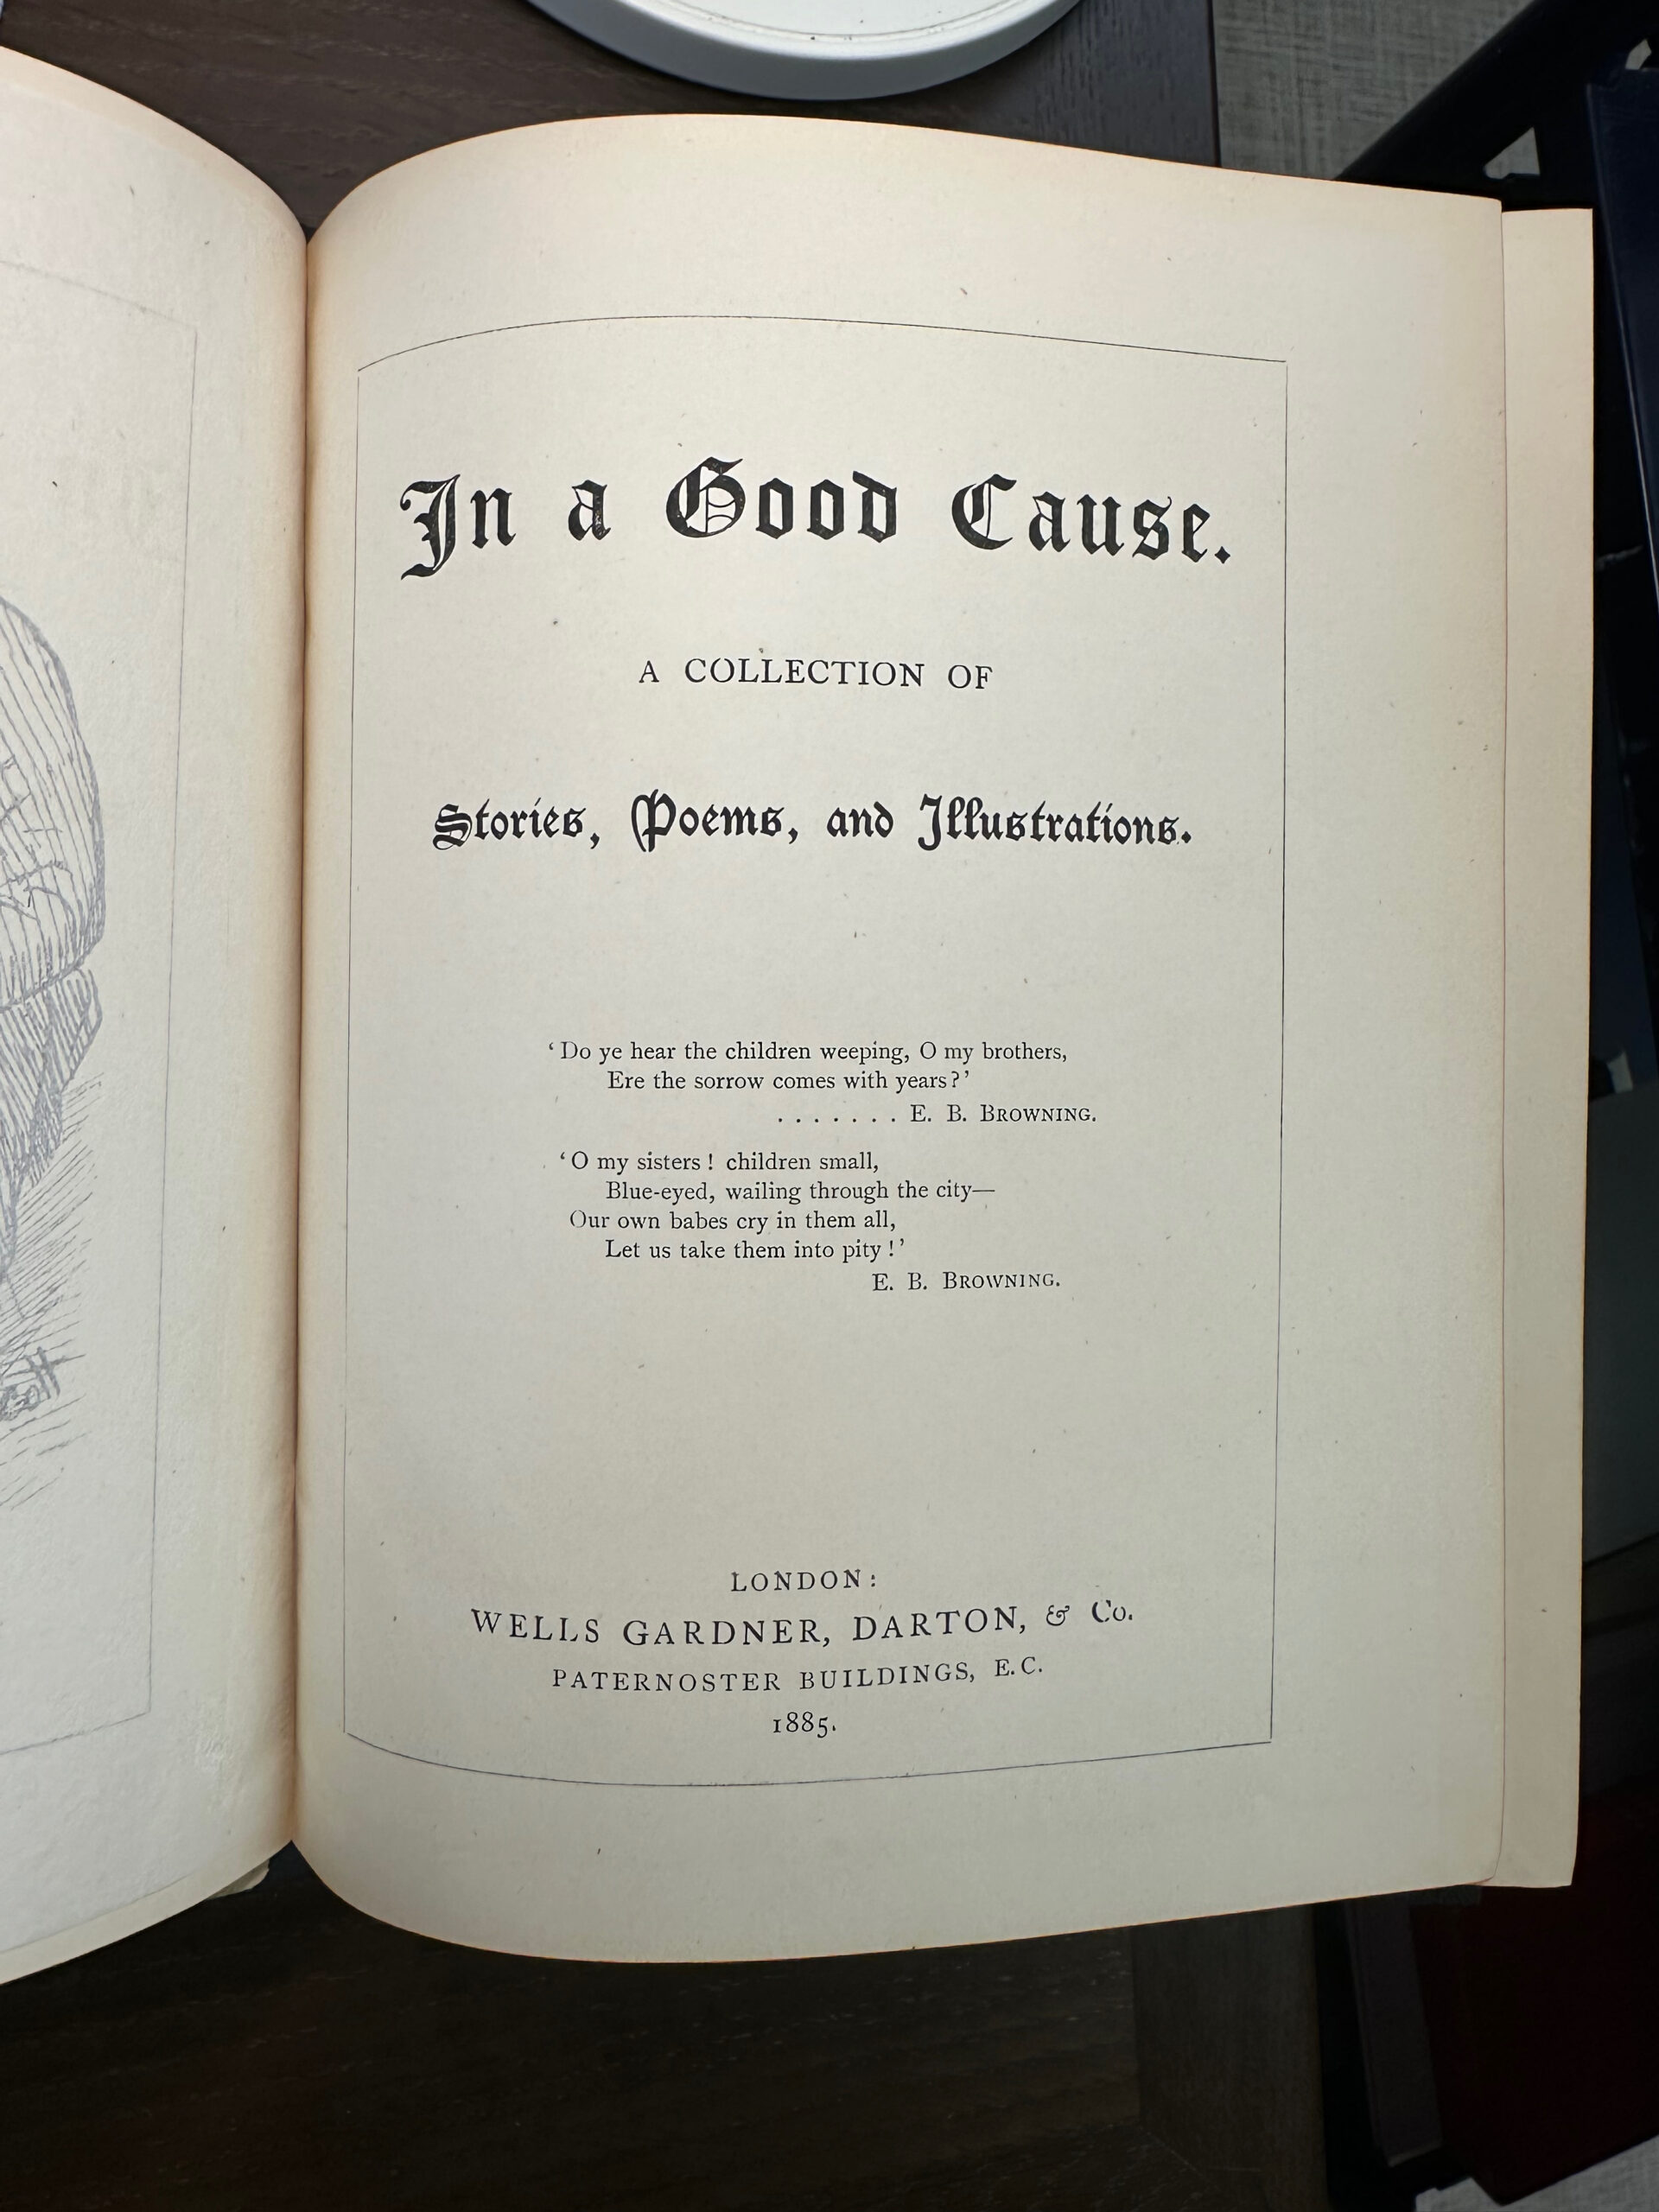 In a Good Cause.
A COLLECTION OF
Stories, Poems, and Illustrations.
‘Do ye hear the children weeping, O my brothers,
Ere the sorrow comes with years?’
. . . . . . . E. B. BROWNING.
‘O my sisters! children small,
Blue-eyed, wailing through the city—
Our own babes cry in them all,
Let us take them into pity!’
E. B. BROWNING.
LONDON:
WELLS GARDNER, DARTON, & Co.
PATERNOSTER BUILDINGS, E.C.
1885.